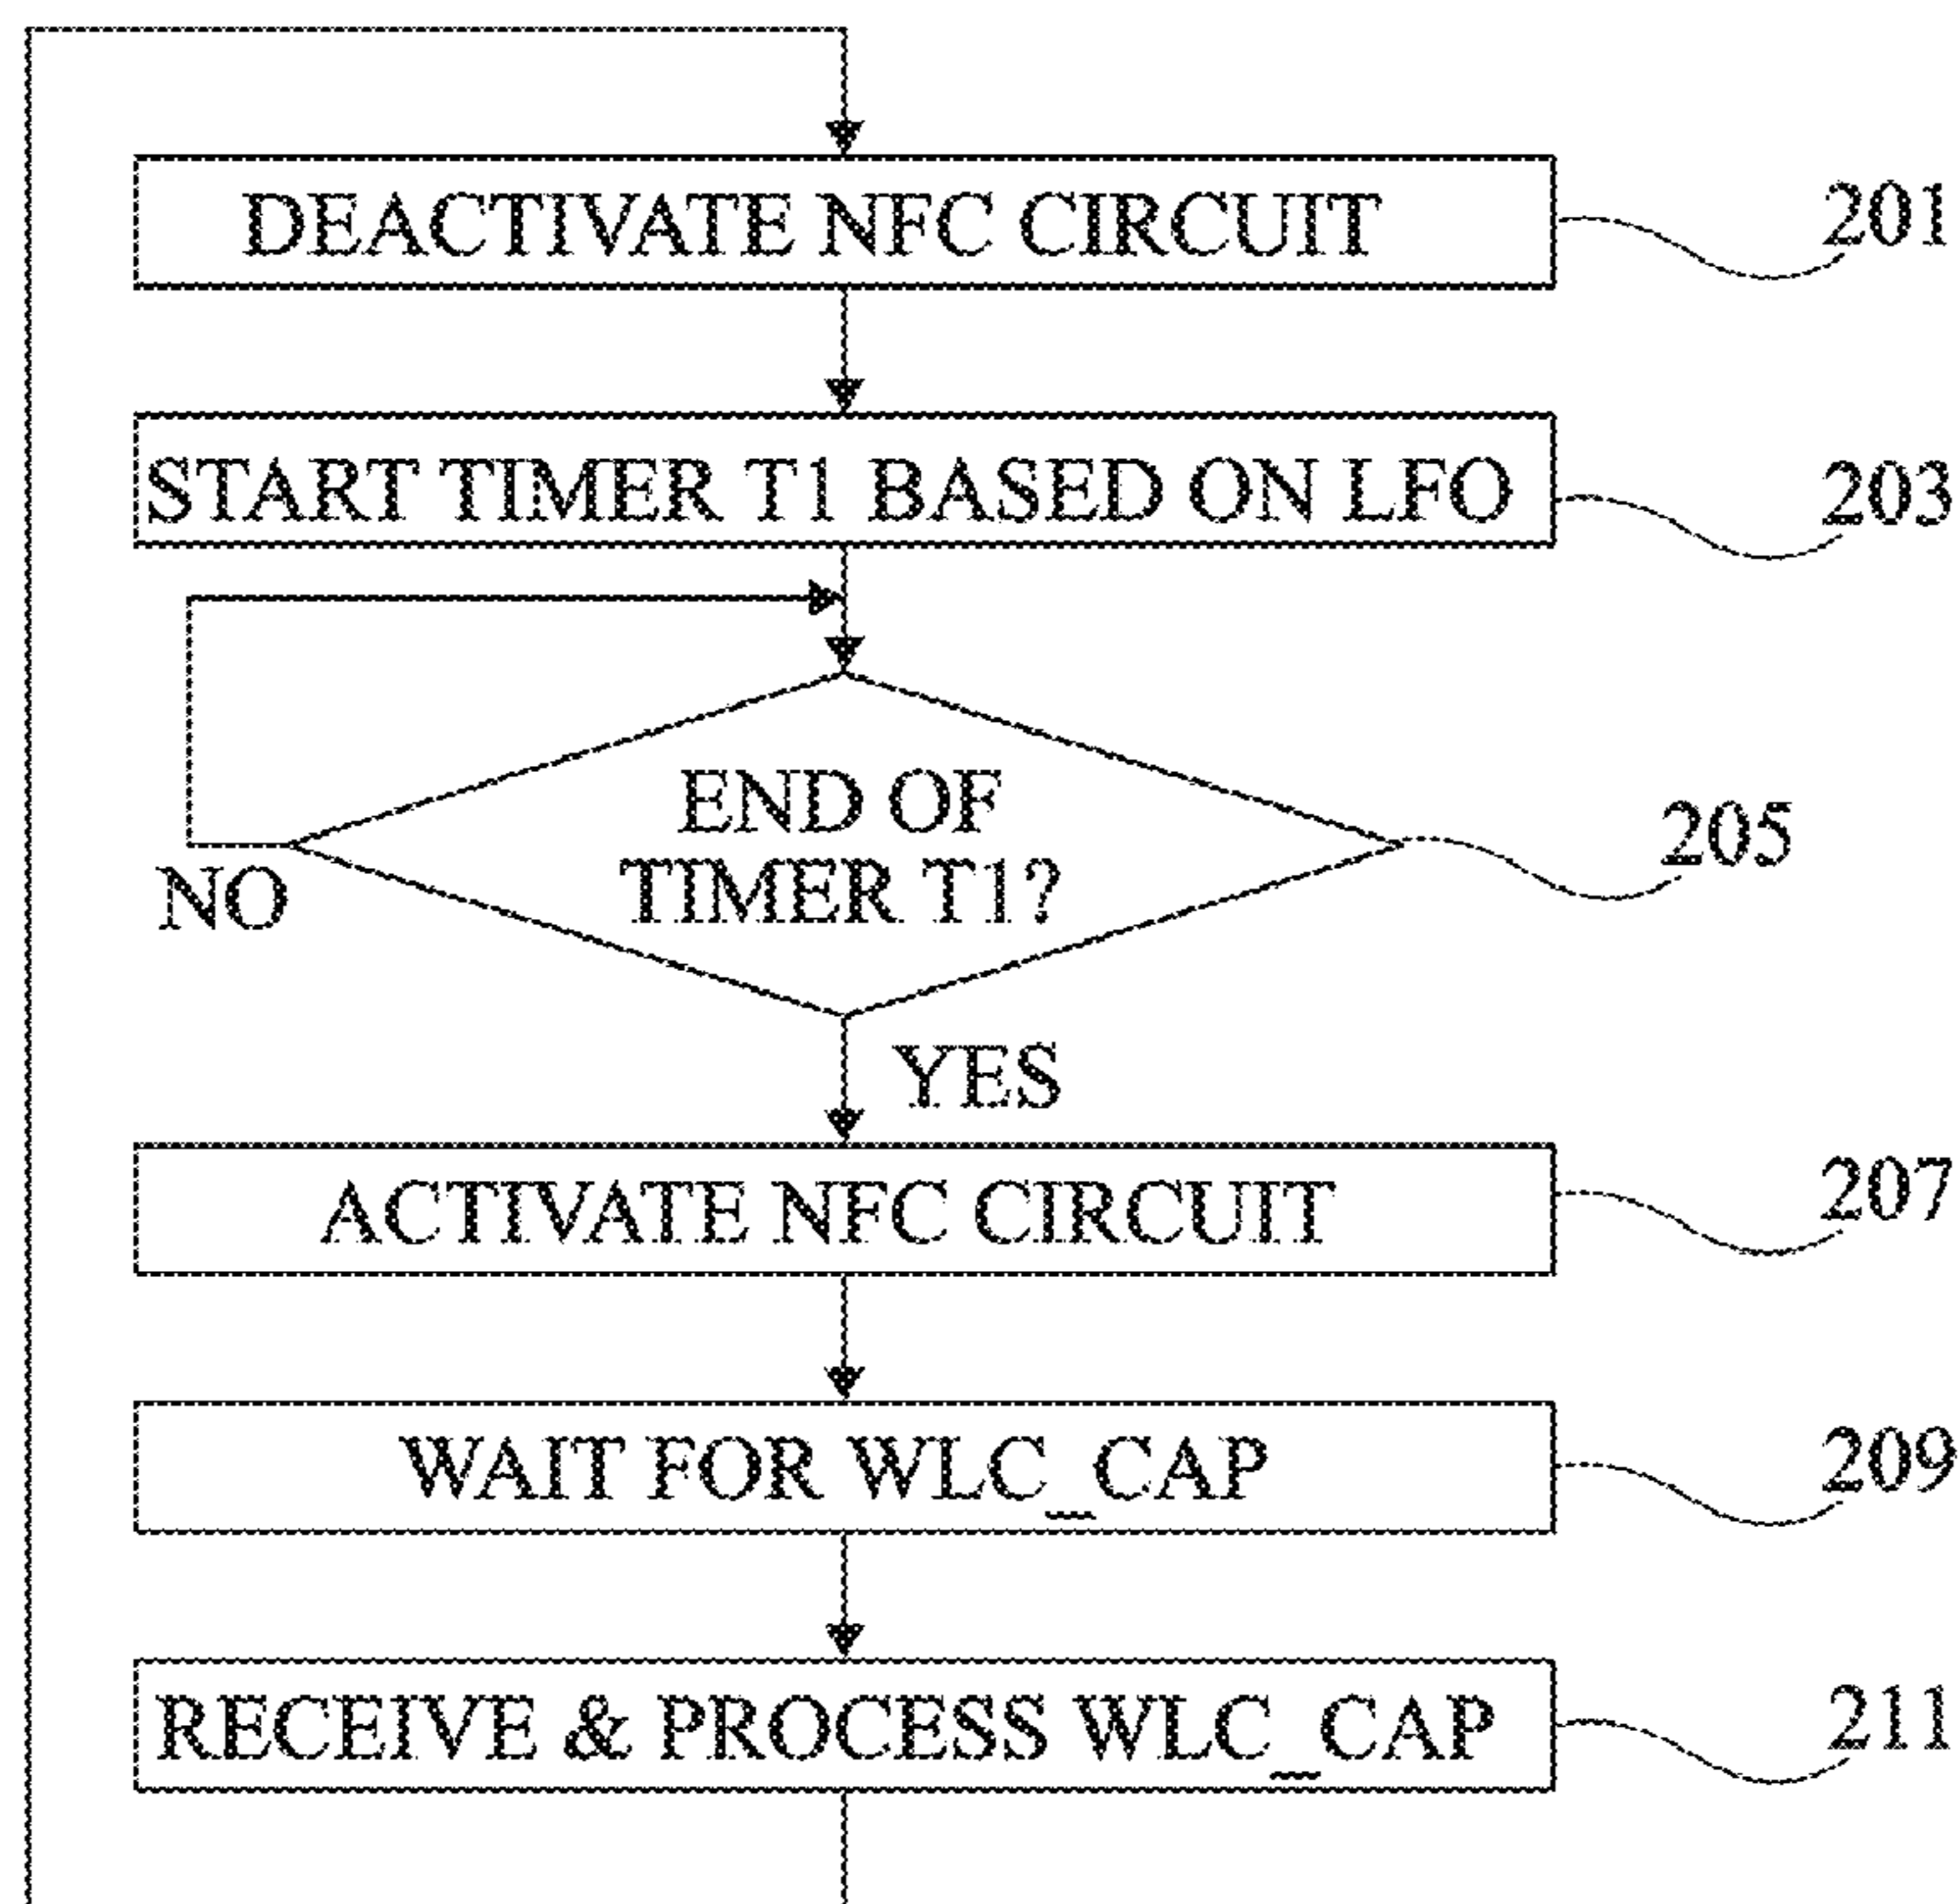 DEACTIVATE NFC CIRCUIT
201
START TIMER T1 BASED ON LFO
203
END OF
TIMER T1?
205
NO
YES
ACTIVATE NFC CIRCUIT
207
WAIT FOR WLC_CAP
209
RECEIVE & PROCESS WLC_CAP
211